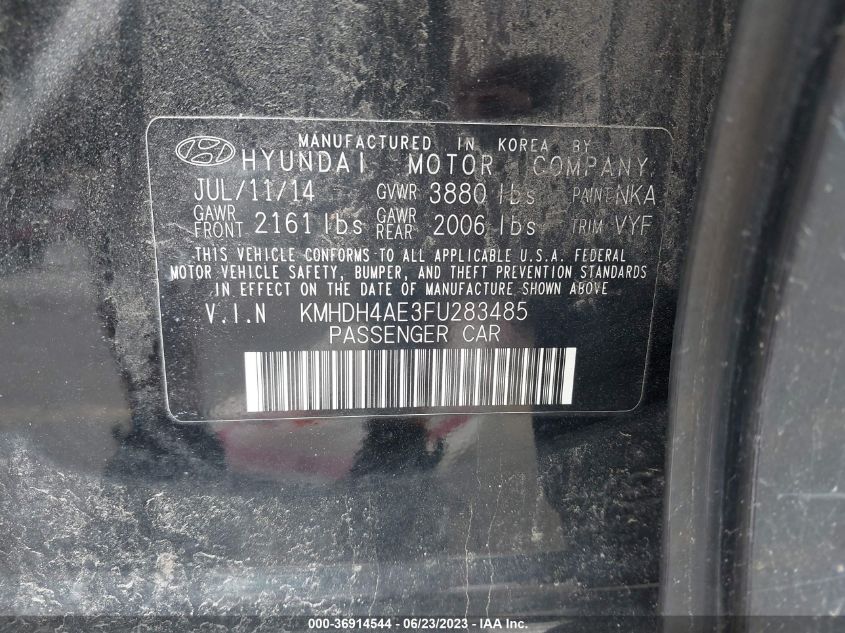 MANUFACTURED IN KOREA BY
HYUNDAI MOTOR COMPANY
JUL/11/14 GVWR 3880 lbs PAINT NKA
GAWR FRONT 2161 lbs GAWR REAR 2006 lbs TRIM VYF
THIS VEHICLE CONFORMS TO ALL APPLICABLE U.S.A. FEDERAL
MOTOR VEHICLE SAFETY, BUMPER, AND THEFT PREVENTION STANDARDS
IN EFFECT ON THE DATE OF MANUFACTURE SHOWN ABOVE
V.I.N KMHDH4AE3FU283485
PASSENGER CAR
000-36914544 - 06/23/2023 - IAA Inc.